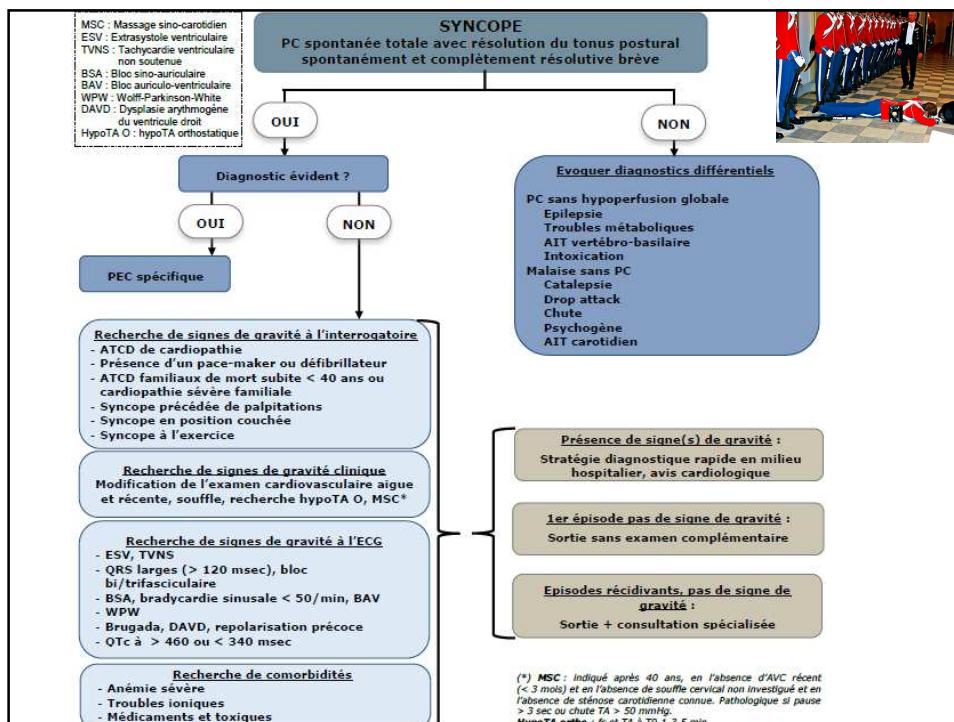 MSC : Massage sino-carotidien
ESV : Extrasystole ventriculaire
TVNS : Tachycardie ventriculaire
non soutenue
BSA : Bloc sino-auriculaire
BAV : Bloc auriculo-ventriculaire
WPW : Wolff-Parkinson-White
DAVD : Dysplasie arythmogène
du ventricule droit
HypoTA O : hypoTA orthostatique
SYNCOPE
PC spontanée totale avec résolution du tonus postural
spontanément et complètement résolutive brève
OUI
NON
Diagnostic évident ?
OUI
NON
PEC spécifique
Evoquer diagnostics différentiels
PC sans hypoperfusion globale
Epilepsie
Troubles métaboliques
AIT vertébro-basilaire
Intoxication
Malaise sans PC
Catalepsie
Drop attack
Chute
Psychogène
AIT carotidien
Recherche de signes de gravité à l'interrogatoire
- ATCD de cardiopathie
- Présence d'un pace-maker ou défibrillateur
- ATCD familiaux de mort subite < 40 ans ou
cardiopathie sévère familiale
- Syncope précédée de palpitations
- Syncope en position couchée
- Syncope à l'exercice
Recherche de signes de gravité clinique
Modification de l'examen cardiovasculaire aigue
et récente, souffle, recherche hypoTA O, MSC*
Recherche de signes de gravité à l'ECG
- ESV, TVNS
- QRS larges (> 120 msec), bloc
bi/trifasciculaire
- BSA, bradycardie sinusale < 50/min, BAV
- WPW
- Brugada, DAVD, repolarisation précoce
- QTc à > 460 ou < 340 msec
Recherche de comorbidités
- Anémie sévère
- Troubles ioniques
- Médicaments et toxiques
Présence de signe(s) de gravité :
Stratégie diagnostique rapide en milieu
hospitalier, avis cardiologique
1er épisode pas de signe de gravité :
Sortie sans examen complémentaire
Episodes récidivants, pas de signe de
gravité :
Sortie + consultation spécialisée
(*) MSC : Indiqué après 40 ans, en l'absence d'AVC récent
(< 3 mois) et en l'absence de souffle cervical non investigué et en
l'absence de sténose carotidienne connue. Pathologique si pause
> 3 sec ou chute TA > 50 mmHg.
HypoTA ortho : fc et TA à T0 1 3 5 min